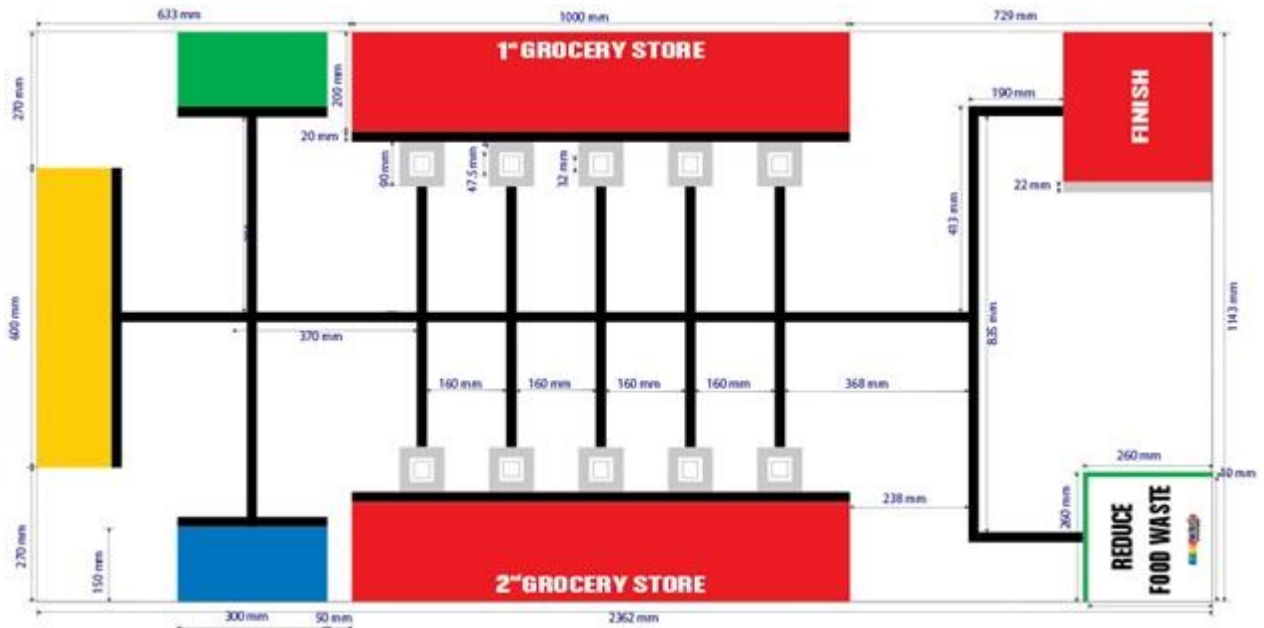 633 mm
1000 mm
729 mm
1ˢᵗ GROCERY STORE
270 mm
200 mm
190 mm
FINISH
20 mm
90 mm
47.5 mm
32 mm
22 mm
413 mm
600 mm
1143 mm
370 mm
835 mm
160 mm
160 mm
160 mm
160 mm
368 mm
260 mm
10 mm
238 mm
260 mm
REDUCE
FOOD WASTE
270 mm
150 mm
2ⁿᵈ GROCERY STORE
300 mm
50 mm
2362 mm